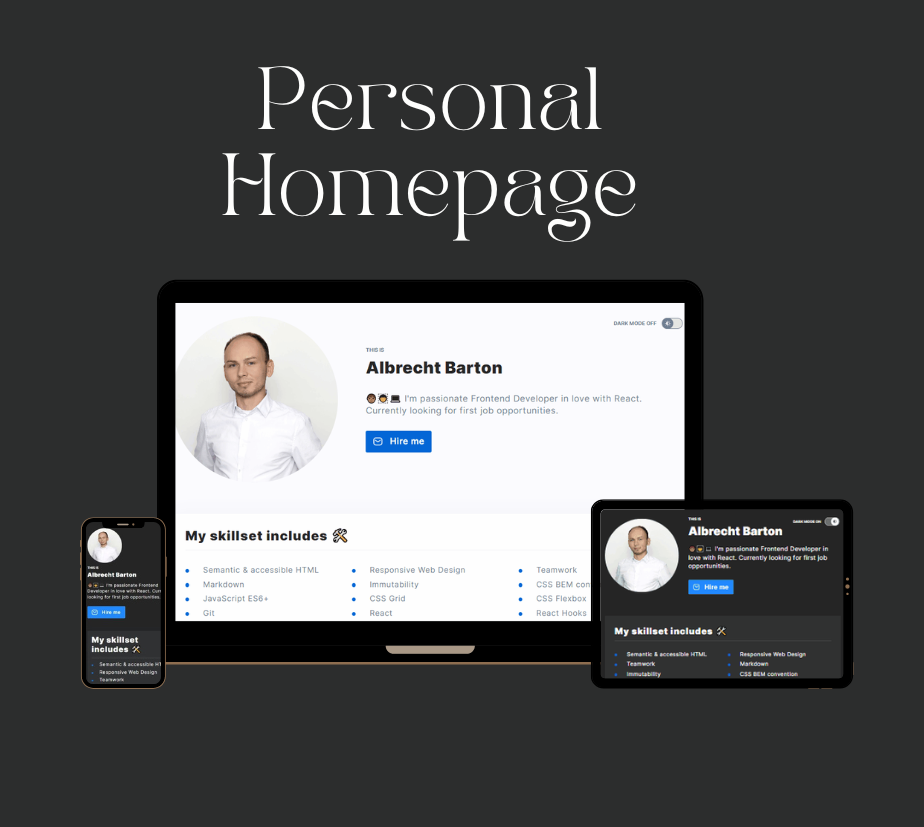 Personal
Homepage
DARK MODE OFF
THIS IS
Albrecht Barton
I'm passionate Frontend Developer in love with React.
Currently looking for first job opportunities.
Hire me
My skillset includes
Semantic & accessible HTML
Markdown
JavaScript ES6+
Git
Responsive Web Design
Immutability
CSS Grid
React
Teamwork
CSS BEM con
CSS Flexbox
React Hooks
THIS IS
Albrecht Barton
I'm passionate Frontend
Developer in love with React. Curr
looking for first job opportunities.
Hire me
My skillset
includes
Semantic & accessible HT
Responsive Web Design
Teamwork
THIS IS
DARK MODE ON
Albrecht Barton
I'm passionate Frontend Developer in
love with React. Currently looking for first job
opportunities.
Hire me
My skillset includes
Semantic & accessible HTML
Teamwork
Immutability
Responsive Web Design
Markdown
CSS BEM convention